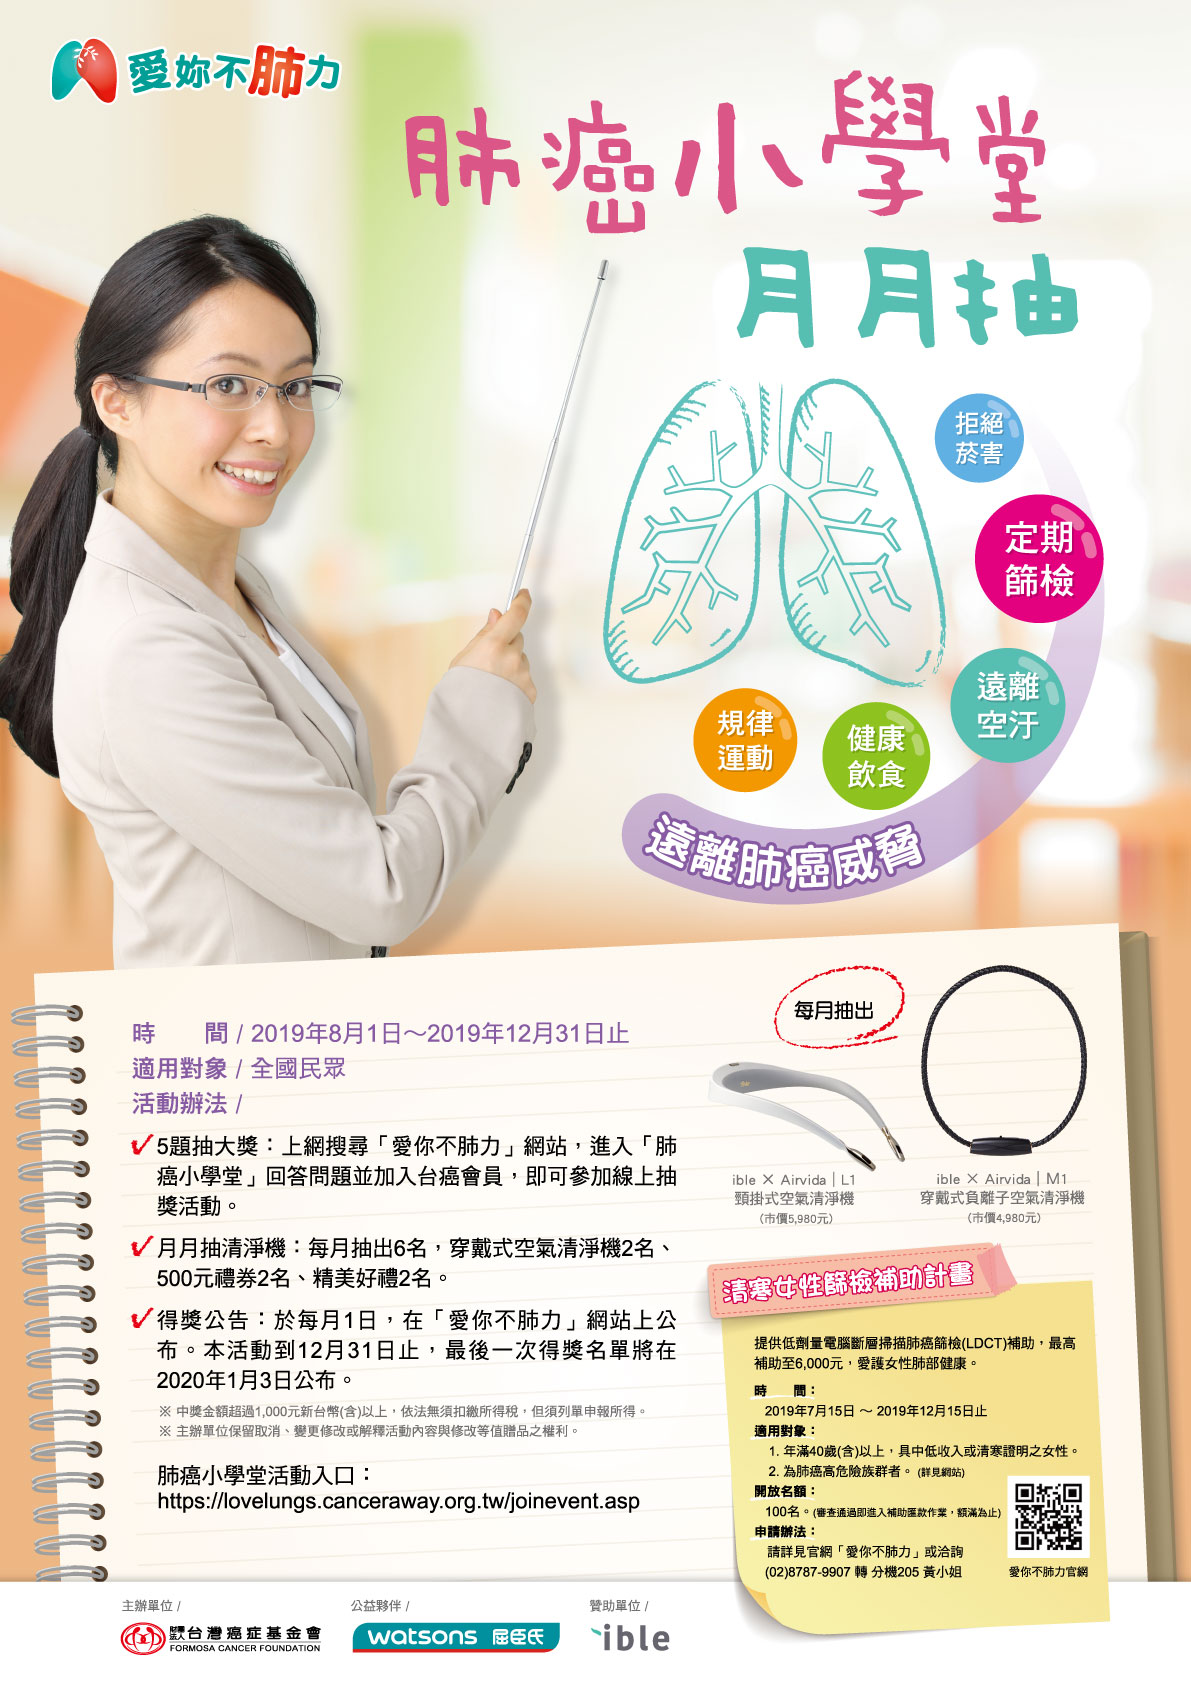 愛妳不肺力
肺癌小學堂
月月抽
拒絕
菸害
定期
篩檢
遠離
空汙
健康
飲食
規律
運動
遠離肺癌威脅
時　　間 / 2019年8月1日～2019年12月31日止
適用對象 / 全國民眾
活動辦法 /
5題抽大獎：上網搜尋「愛你不肺力」網站，進入「肺
癌小學堂」回答問題並加入台癌會員，即可參加線上抽
獎活動。
月月抽清淨機：每月抽出6名，穿戴式空氣清淨機2名、
500元禮券2名、精美好禮2名。
得獎公告：於每月1日，在「愛你不肺力」網站上公
布。本活動到12月31日止，最後一次得獎名單將在
2020年1月3日公布。
※ 中獎金額超過1,000元新台幣(含)以上，依法無須扣繳所得稅，但須列單申報所得。
※ 主辦單位保留取消、變更修改或解釋活動內容與修改等值贈品之權利。
肺癌小學堂活動入口：
https://lovelungs.canceraway.org.tw/joinevent.asp
每月抽出
ible × Airvida | L1
頸掛式空氣清淨機
(市價5,980元)
ible × Airvida | M1
穿戴式負離子空氣清淨機
(市價4,980元)
清寒女性篩檢補助計畫
提供低劑量電腦斷層掃描肺癌篩檢(LDCT)補助，最高
補助至6,000元，愛護女性肺部健康。
時　　間：
2019年7月15日 ～ 2019年12月15日止
適用對象：
1. 年滿40歲(含)以上，具中低收入或清寒證明之女性。
2. 為肺癌高危險族群者。 (詳見網站)
開放名額：
100名。(審查通過即進入補助匯款作業，額滿為止)
申請辦法：
請詳見官網「愛你不肺力」或洽詢
(02)8787-9907 轉 分機205 黃小姐
愛你不肺力官網
主辦單位 /
財團法人台灣癌症基金會
FORMOSA CANCER FOUNDATION
公益夥伴 /
watsons 屈臣氏
贊助單位 /
ible